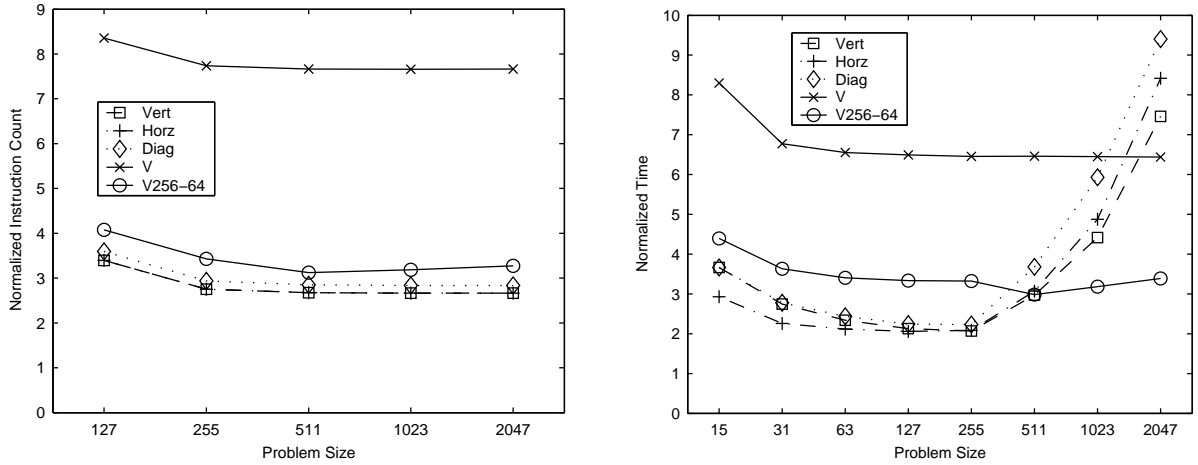 9
8
7
6
5
4
3
2
1
0
Normalized Instruction Count
Vert
Horz
Diag
V
V256−64
127 255 511 1023 2047
Problem Size
10
9
8
7
6
5
4
3
2
1
0
Normalized Time
Vert
Horz
Diag
V
V256−64
15 31 63 127 255 511 1023 2047
Problem Size